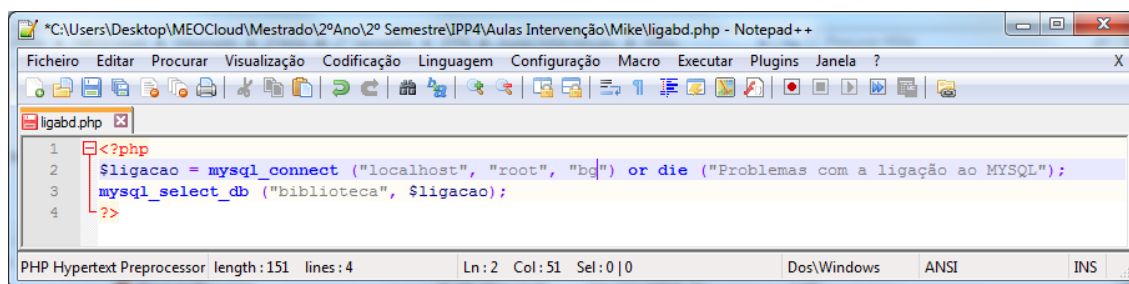 *C:\Users\Desktop\MEOCloud\Mestrado\2ºAno\2º Semestre\IPP4\Aulas Intervenção\Mike\ligabd.php - Notepad++
Ficheiro Editar Procurar Visualização Codificação Linguagem Configuração Macro Executar Plugins Janela ? X
ligabd.php
1 <?php
2 $ligacao = mysql_connect ("localhost", "root", "bg") or die ("Problemas com a ligação ao MYSQL");
3 mysql_select_db ("biblioteca", $ligacao);
4 ?>
PHP Hypertext Preprocessor length : 151 lines : 4 Ln : 2 Col : 51 Sel : 0 | 0 Dos\Windows ANSI INS